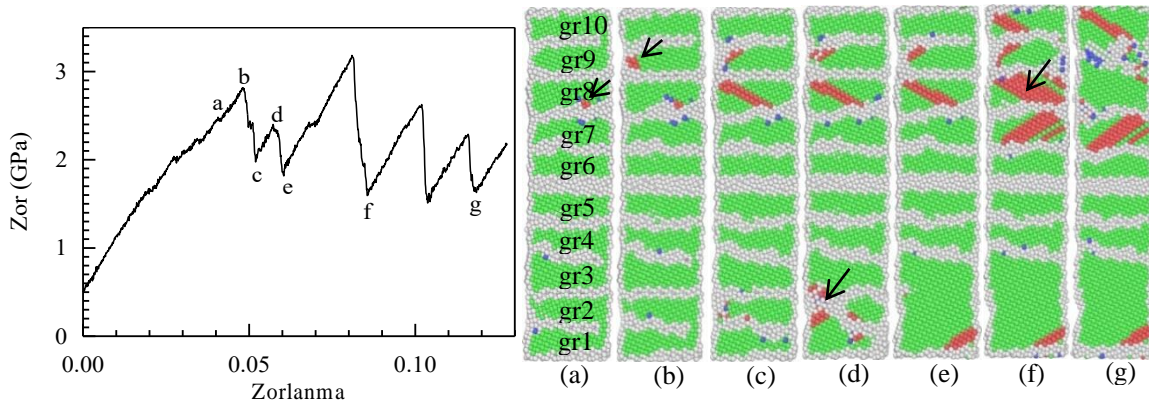 Zor (GPa)
3
2
1
0
0.00
0.05
0.10
Zorlanma
a
b
c
d
e
f
g
gr10
gr9
gr8
gr7
gr6
gr5
gr4
gr3
gr2
gr1
(a) (b) (c) (d) (e) (f) (g)